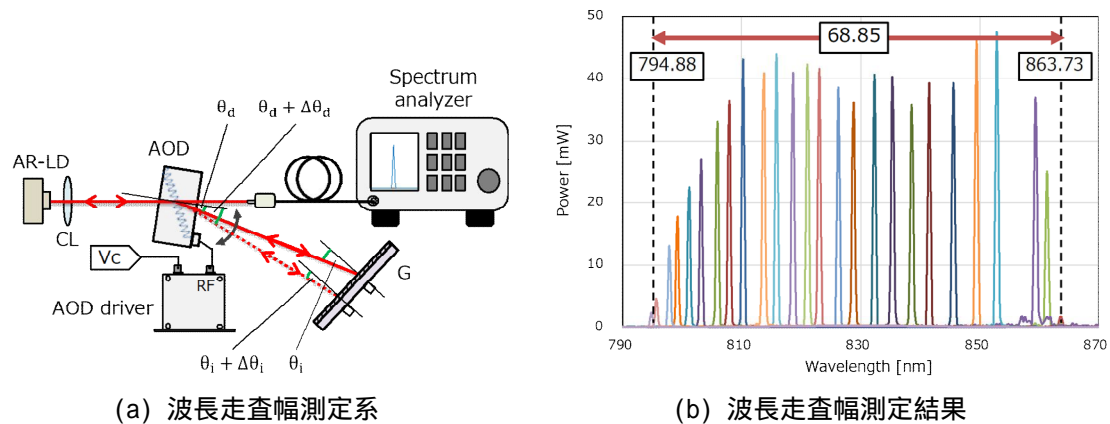 Spectrum
analyzer
θd
θd + Δθd
AOD
AR-LD
CL
Vc
RF
AOD driver
G
θi + Δθi
θi
(a) 波長走査幅測定系
50
40
30
20
10
0
Power [mW]
68.85
794.88
863.73
790
810
830
850
870
Wavelength [nm]
(b) 波長走査幅測定結果